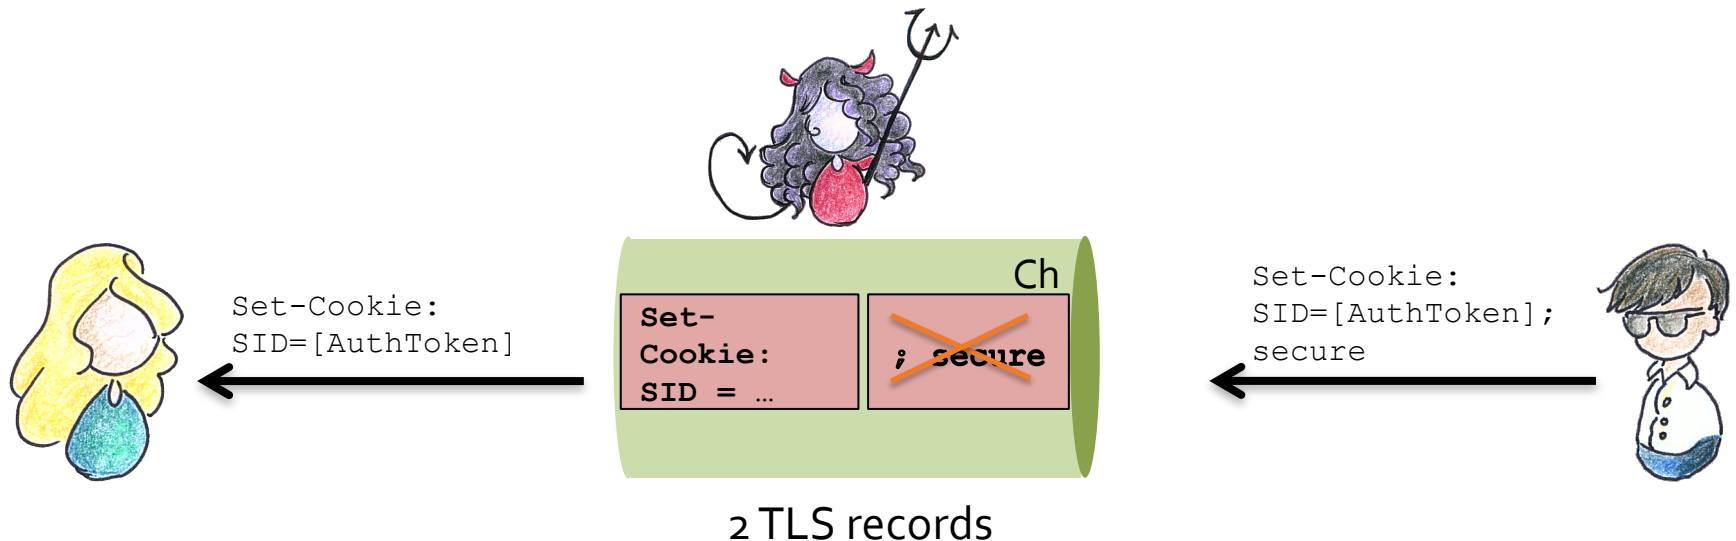 Set-Cookie:
SID=[AuthToken]
Ch
Set-
Cookie:
SID = …
; secure
Set-Cookie:
SID=[AuthToken];
secure
2 TLS records